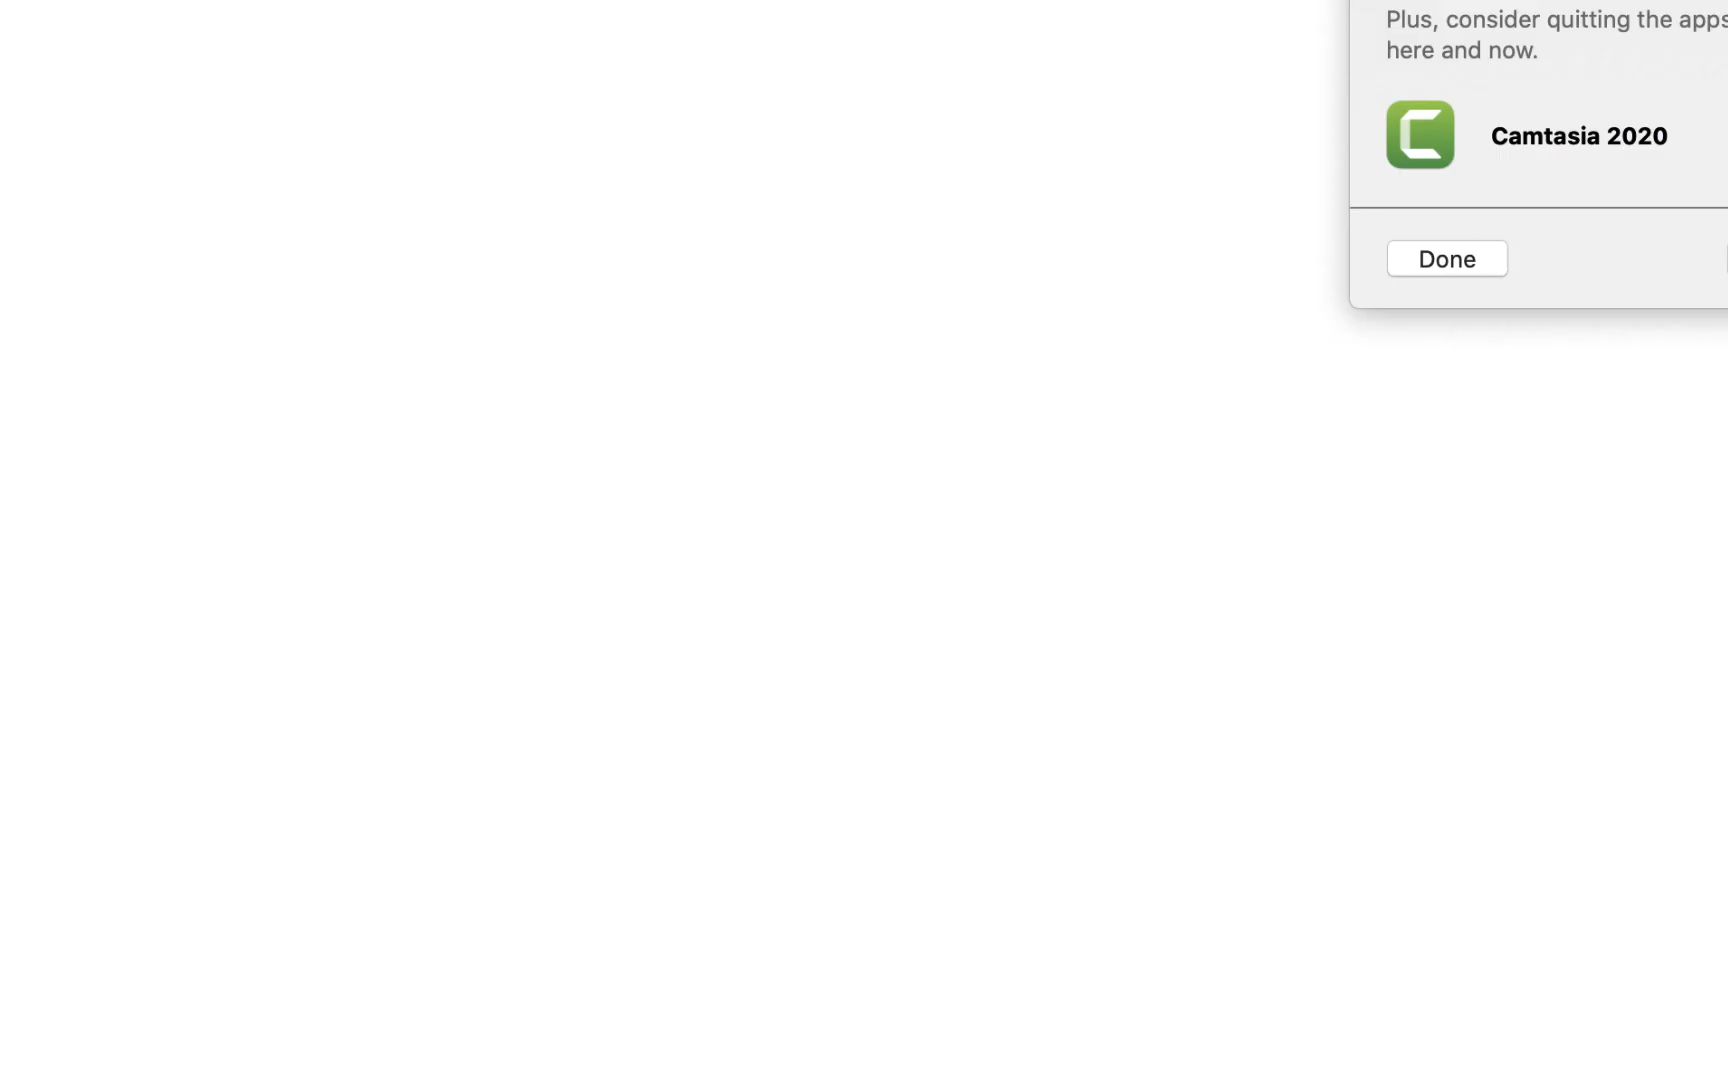 Plus, consider quitting the apps
here and now.
Camtasia 2020
Done